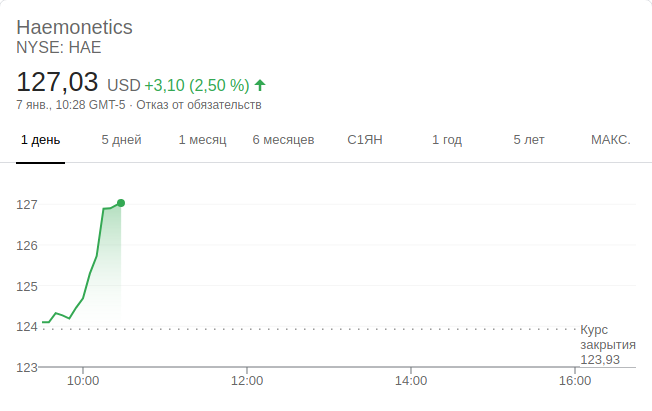 Haemonetics
NYSE: HAE
127,03 USD +3,10 (2,50 %)
7 янв., 10:28 GMT-5 · Отказ от обязательств
1 день 5 дней 1 месяц 6 месяцев С1ЯН 1 год 5 лет МАКС.
127
126
125
124
Курс
закрытия
123,93
123
10:00 12:00 14:00 16:00